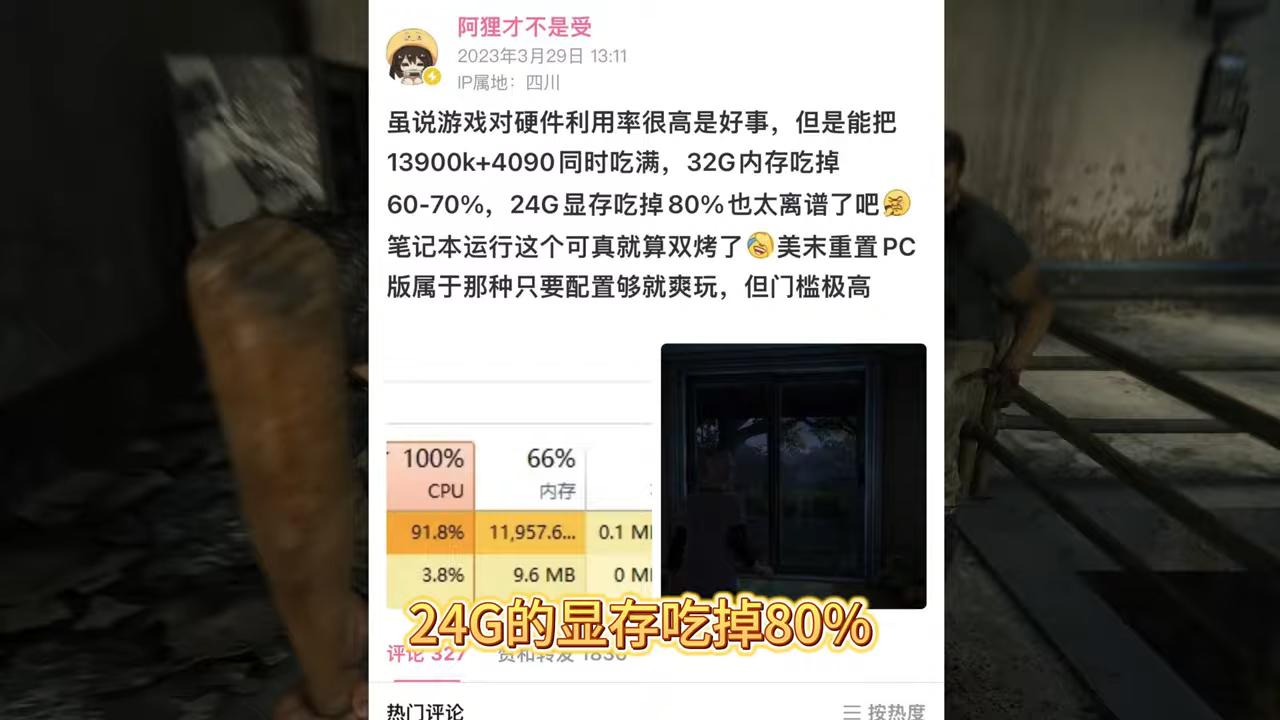 阿狸才不是受
2023年3月29日 13:11
IP属地：四川
虽说游戏对硬件利用率很高是好事，但是能把
13900k+4090同时吃满，32G内存吃掉
60-70%，24G显存吃掉80%也太离谱了吧
笔记本运行这个可真就算双烤了美末重置PC
版属于那种只要配置够就爽玩，但门槛极高
100% 66%
CPU 内存
91.8% 11,957.6... 0.1 M
3.8% 9.6 MB 0 M
24G的显存吃掉80%
评论 327 赞和转发 1830
热门评论 按热度